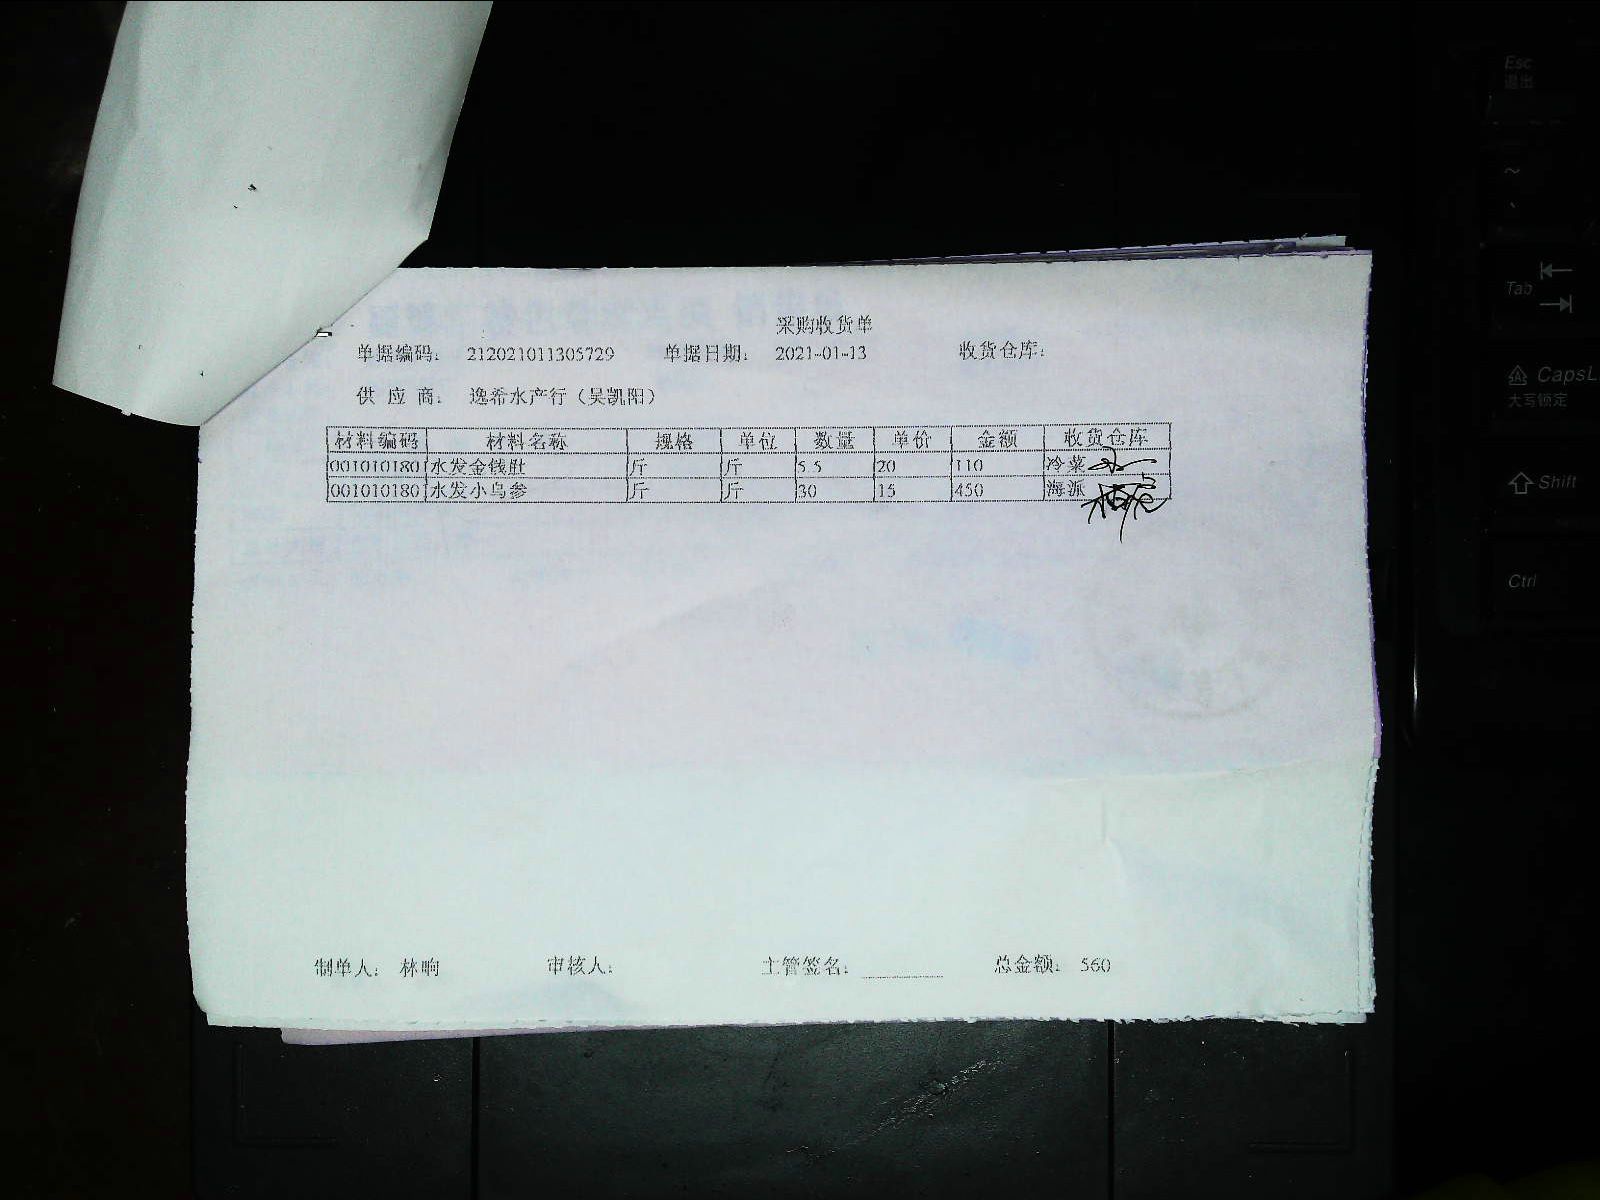 采购收货单
单据编码： 212021011305729 单据日期： 2021-01-13 收货仓库：
供 应 商： 逸希水产行（吴凯阳）
材料编码 材料名称 规格 单位 数量 单价 金额 收货仓库
001010180 水发金钱肚 斤 斤 5.5 20 110 冷菜
001010180 水发小乌参 斤 斤 30 15 450 海派
制单人： 林晌 审核人： 主管签名： 总金额： 560
Esc
退出
~
Tab
CapsL
大写锁定
Shift
Ctrl